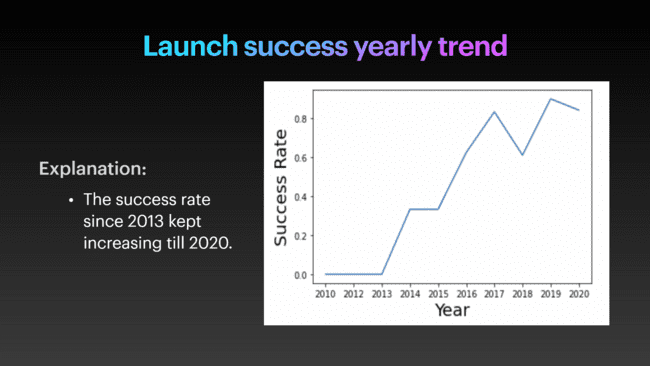 Launch success yearly trend
Explanation:
• The success rate
since 2013 kept
increasing till 2020.
Success Rate
0.8
0.6
0.4
0.2
0.0
2010 2012 2013 2014 2015 2016 2017 2018 2019 2020
Year